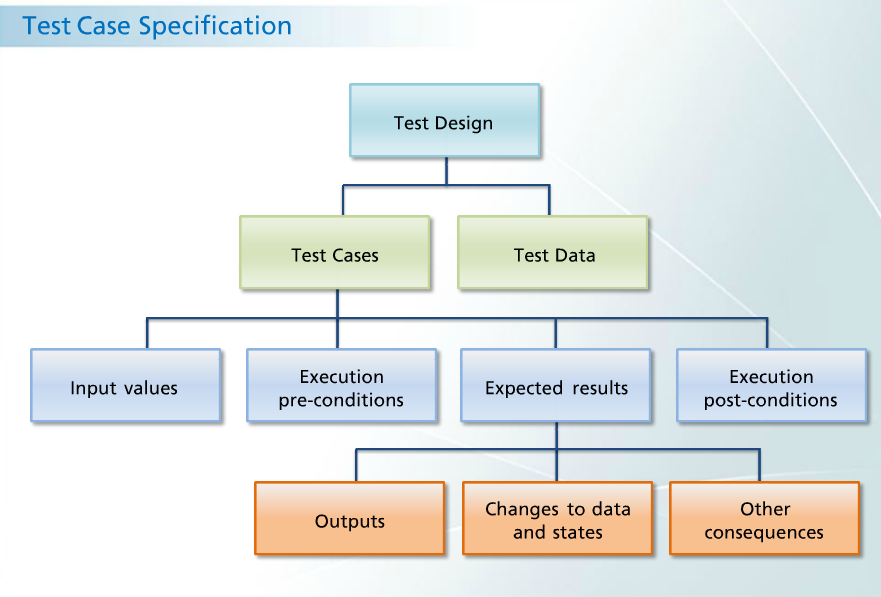 Test Case Specification
Test Design
Test Cases
Test Data
Input values
Execution
pre-conditions
Expected results
Execution
post-conditions
Outputs
Changes to data
and states
Other
consequences